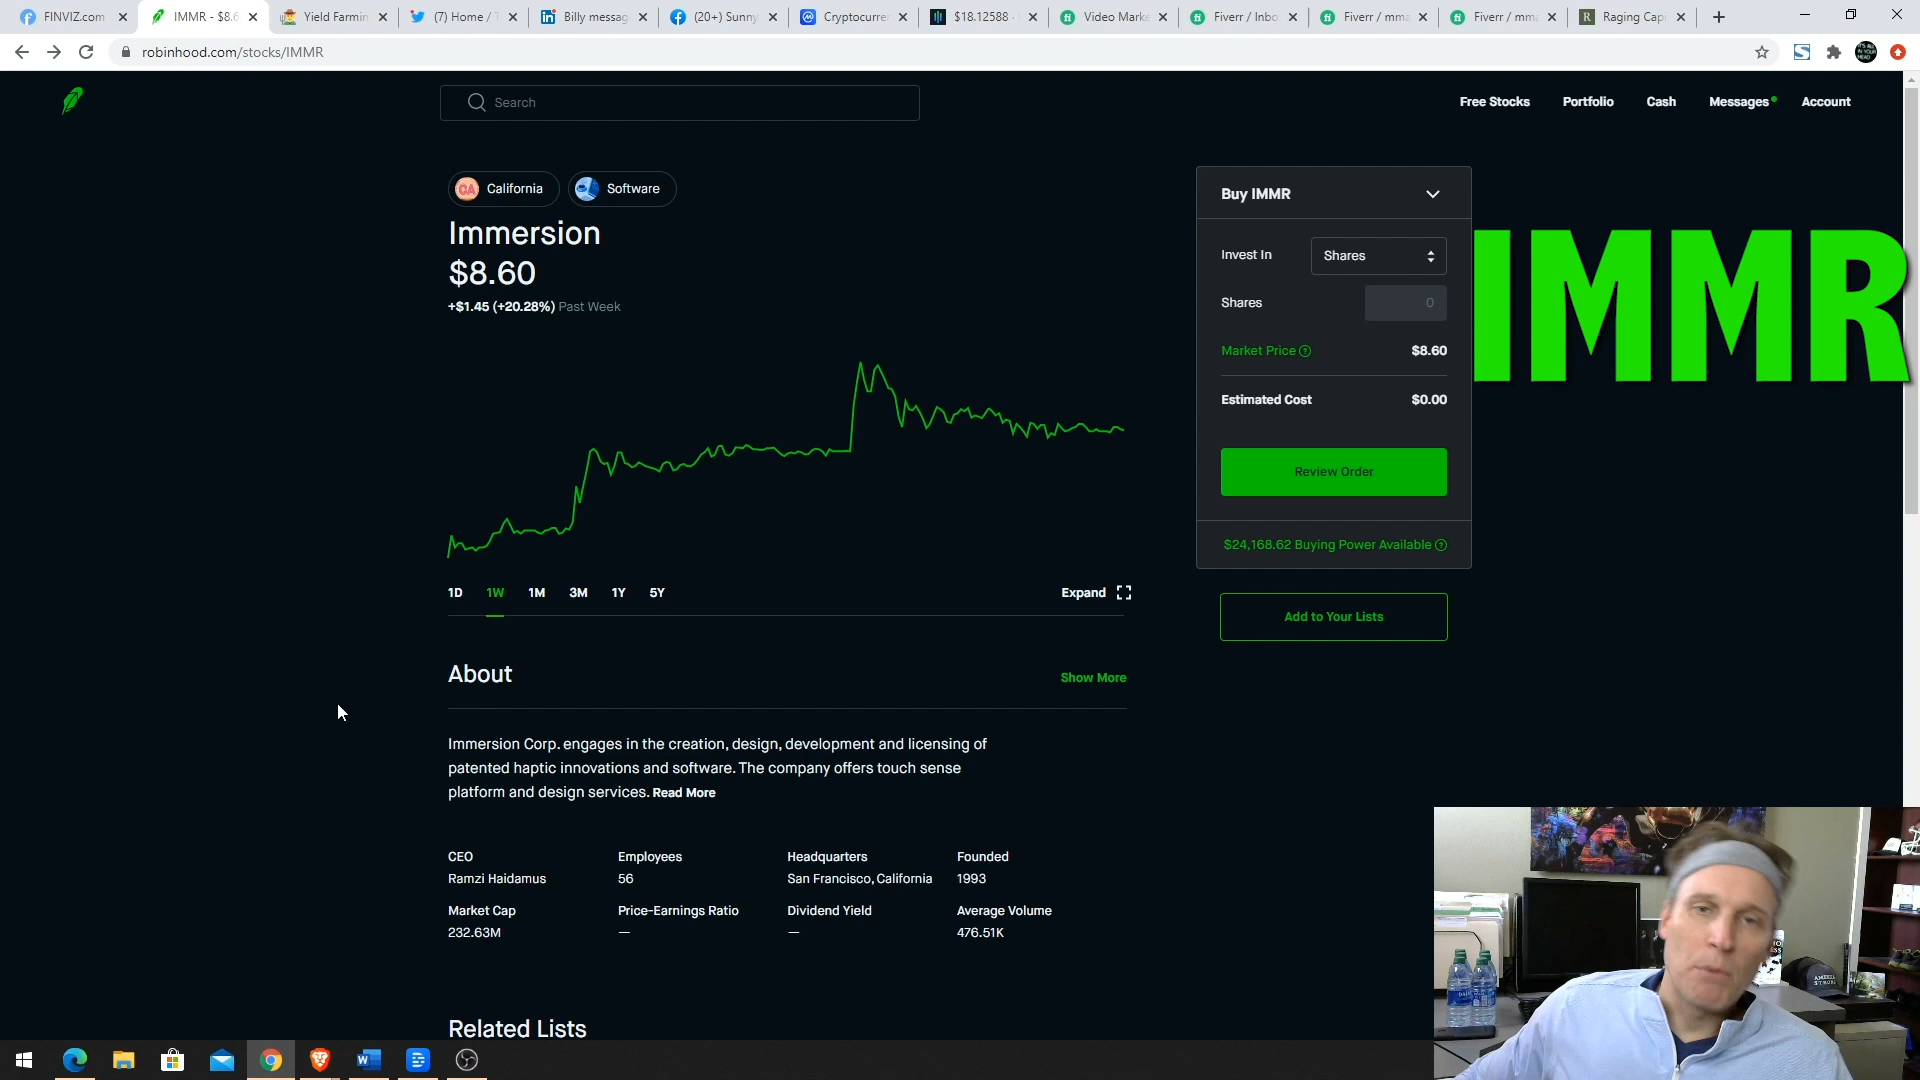 FINVIZ.com
IMMR - $8.6
Yield Farmin
(7) Home / T
Billy messag
(20+) Sunny
Cryptocurre
$18.12588 ·
Video Marke
Fiverr / Inbo
Fiverr / mma
Fiverr / mma
Raging Cap
robinhood.com/stocks/IMMR
Search
Free Stocks
Portfolio
Cash
Messages
Account
CA California
Software
Immersion
$8.60
+$1.45 (+20.28%) Past Week
Buy IMMR
Invest In
Shares
Shares
0
Market Price
$8.60
Estimated Cost
$0.00
Review Order
$24,168.62 Buying Power Available
Add to Your Lists
IMMR
1D
1W
1M
3M
1Y
5Y
Expand
About
Show More
Immersion Corp. engages in the creation, design, development and licensing of
patented haptic innovations and software. The company offers touch sense
platform and design services. Read More
CEO
Employees
Headquarters
Founded
Ramzi Haidamus
56
San Francisco, California
1993
Market Cap
Price-Earnings Ratio
Dividend Yield
Average Volume
232.63M
—
—
476.51K
Related Lists